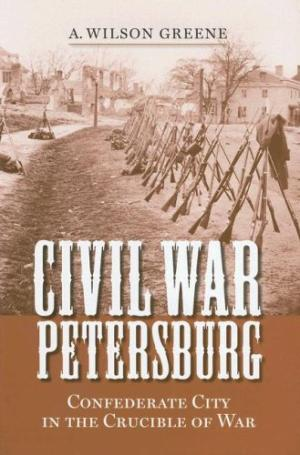 A. WILSON GREENE
CIVIL WAR
PETERSBURG
CONFEDERATE CITY
IN THE CRUCIBLE OF WAR